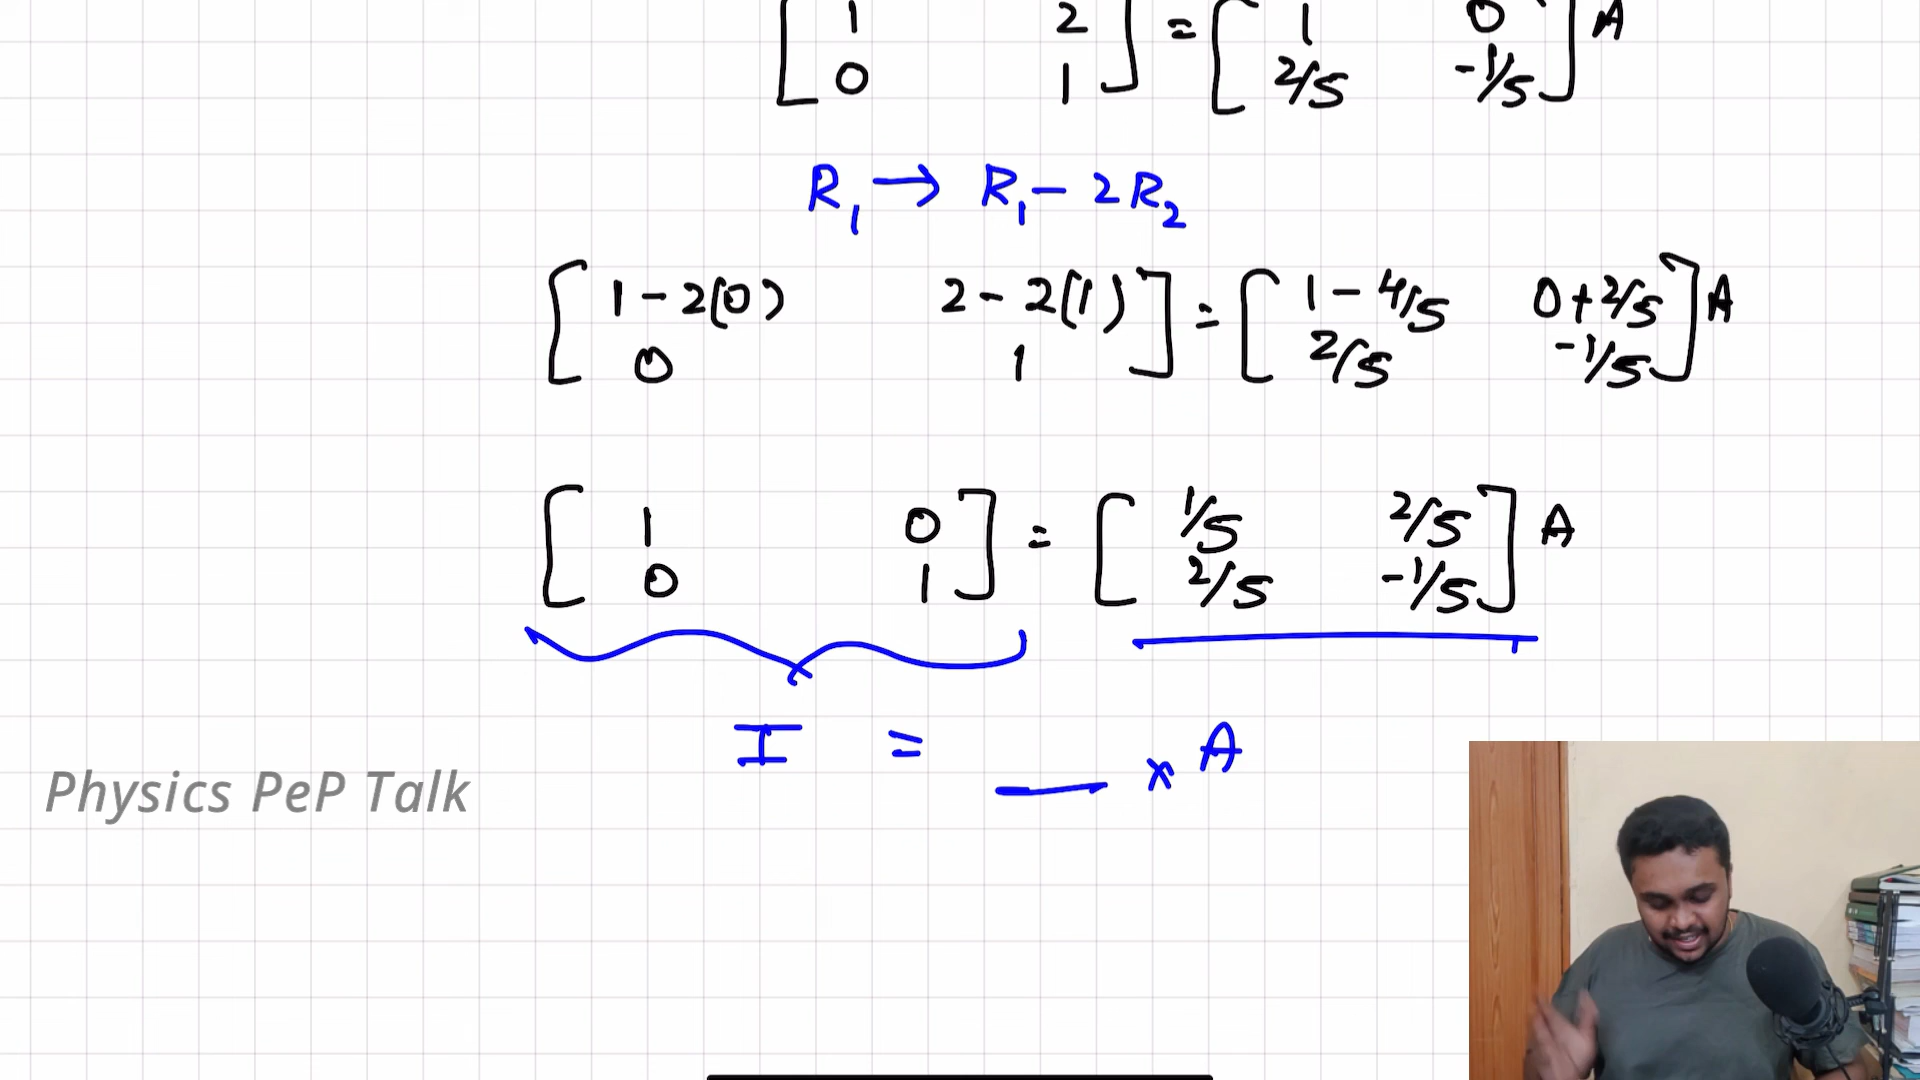 [ 1 2 ] = [ 1 0 ] A
[ 0 1 ] [ 2/5 -1/5 ]
R₁ → R₁ - 2R₂
[ 1-2(0) 2-2(1) ] = [ 1-4/5 0+2/5 ] A
[ 0 1 ] [ 2/5 -1/5 ]
[ 1 0 ] = [ 1/5 2/5 ] A
[ 0 1 ] [ 2/5 -1/5 ]
I = __ × A
Physics PeP Talk